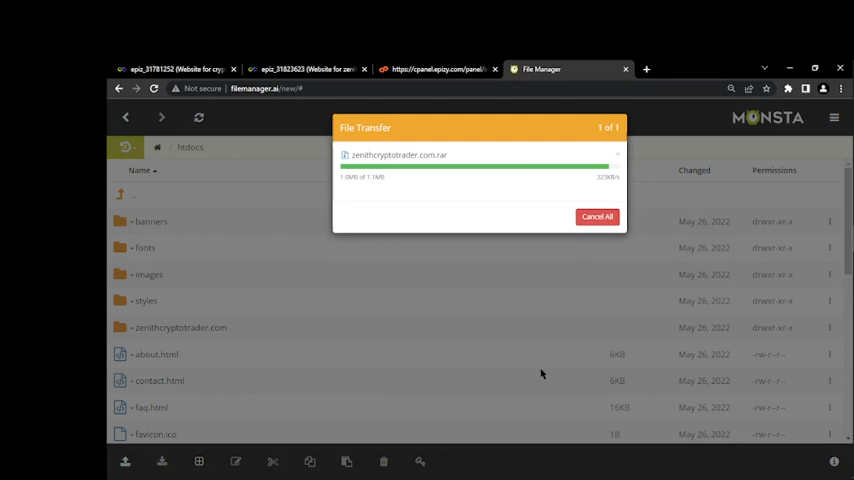 epiz_31781252 (Website for cryp
epiz_31823623 (Website for zeni
https://cpanel.epizy.com/panel/
File Manager
Not secure
filemanager.ai/new/#
MONSTA
File Transfer
1 of 1
zenithcryptotrader.com.rar
1.0MB of 1.1MB
323KB/s
Cancel All
htdocs
Name
Changed
Permissions
..
banners
May 26, 2022
drwxr-xr-x
fonts
May 26, 2022
drwxr-xr-x
images
May 26, 2022
drwxr-xr-x
styles
May 26, 2022
drwxr-xr-x
zenithcryptotrader.com
May 26, 2022
drwxr-xr-x
about.html
6KB
May 26, 2022
-rw-r--r--
contact.html
6KB
May 26, 2022
-rw-r--r--
faq.html
16KB
May 26, 2022
-rw-r--r--
favicon.ico
1B
May 26, 2022
-rw-r--r--